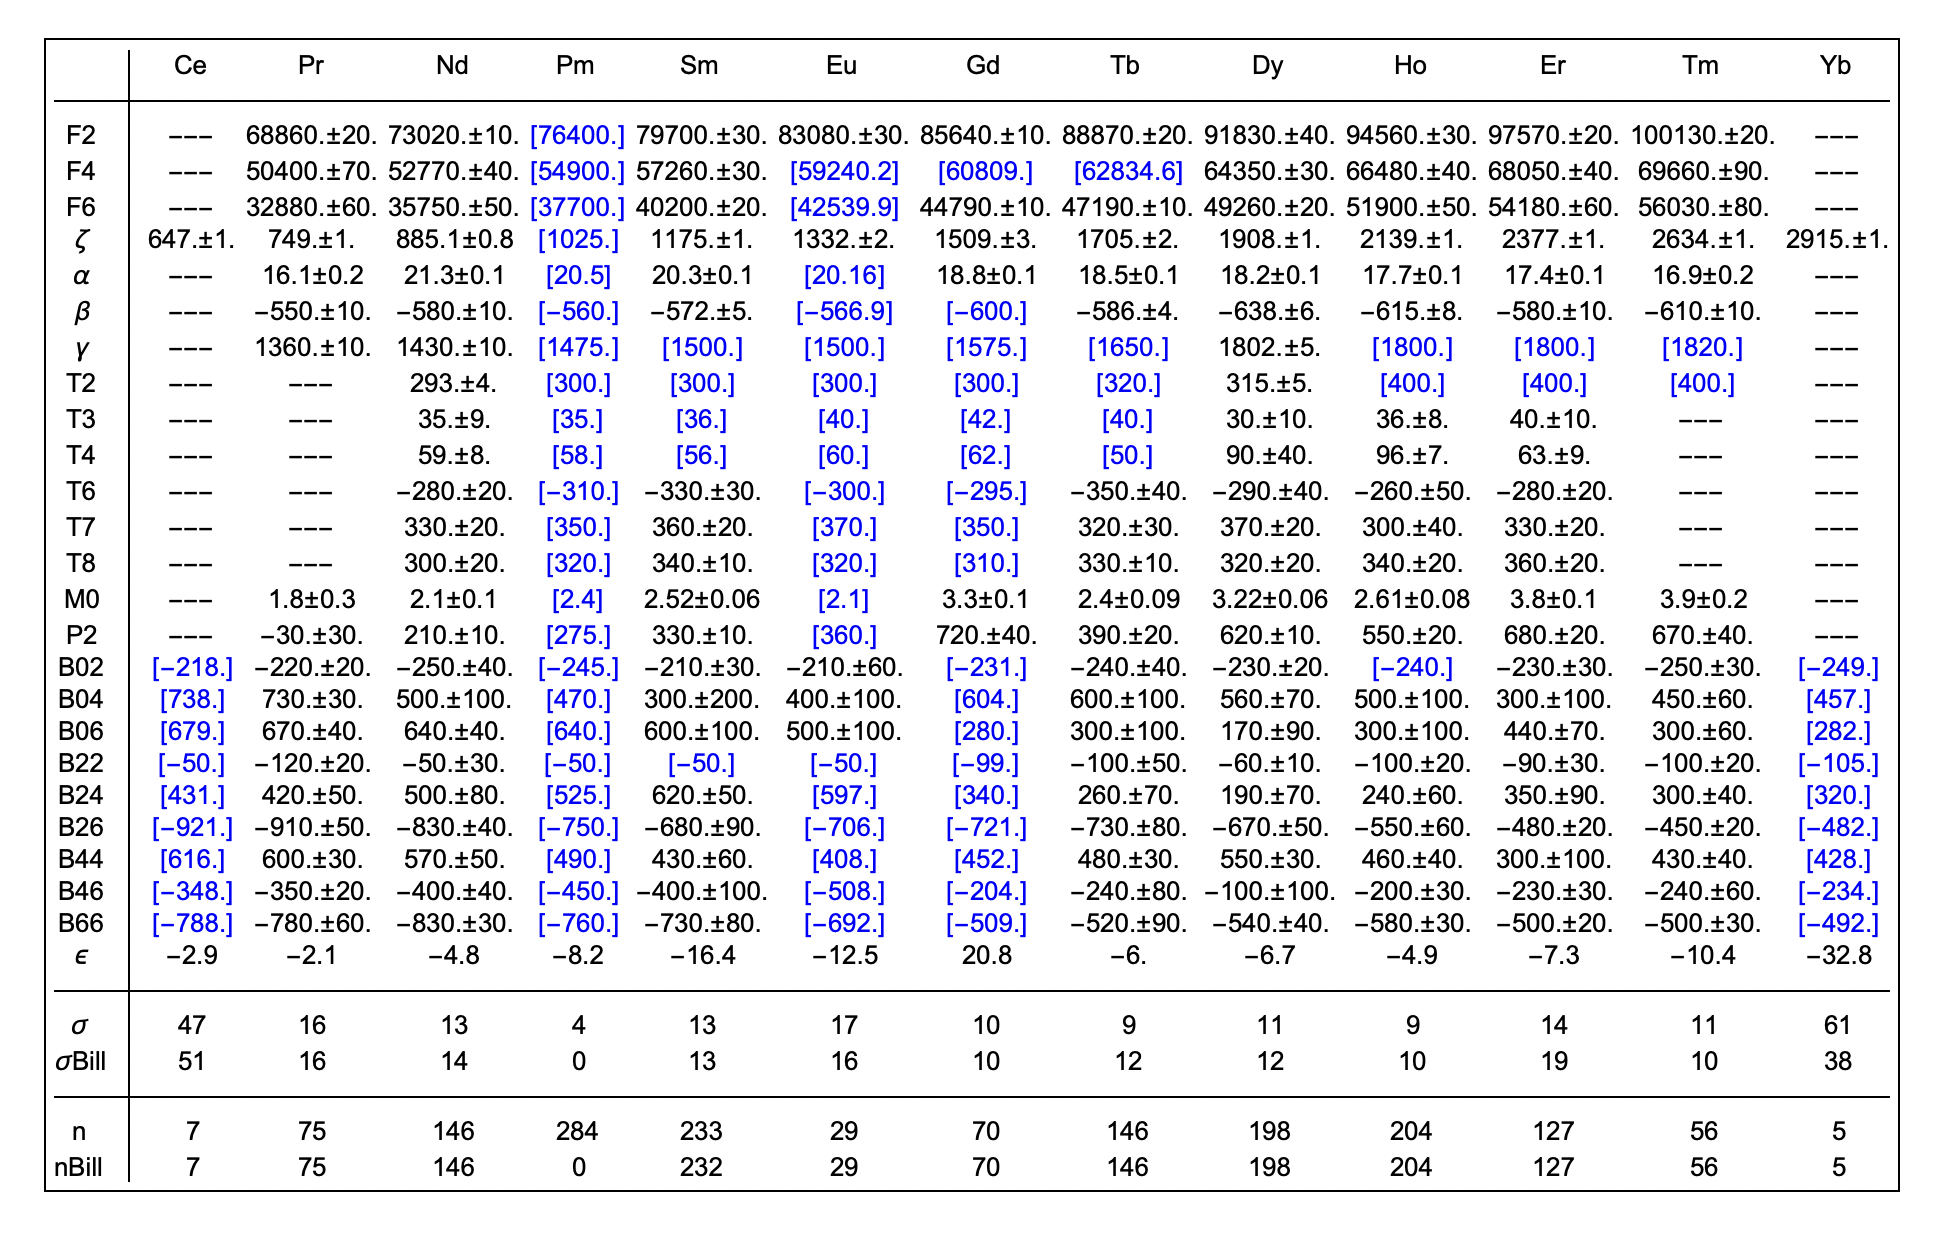 Ce Pr Nd Pm Sm Eu Gd Tb Dy Ho Er Tm Yb
F2 −−− 68860.±20. 73020.±10. [76400.] 79700.±30. 83080.±30. 85640.±10. 88870.±20. 91830.±40. 94560.±30. 97570.±20. 100130.±20. −−−
F4 −−− 50400.±70. 52770.±40. [54900.] 57260.±30. [59240.2] [60809.] [62834.6] 64350.±30. 66480.±40. 68050.±40. 69660.±90. −−−
F6 −−− 32880.±60. 35750.±50. [37700.] 40200.±20. [42539.9] 44790.±10. 47190.±10. 49260.±20. 51900.±50. 54180.±60. 56030.±80. −−−
ζ 647.±1. 749.±1. 885.1±0.8 [1025.] 1175.±1. 1332.±2. 1509.±3. 1705.±2. 1908.±1. 2139.±1. 2377.±1. 2634.±1. 2915.±1.
α −−− 16.1±0.2 21.3±0.1 [20.5] 20.3±0.1 [20.16] 18.8±0.1 18.5±0.1 18.2±0.1 17.7±0.1 17.4±0.1 16.9±0.2 −−−
β −−− −550.±10. −580.±10. [−560.] −572.±5. [−566.9] [−600.] −586.±4. −638.±6. −615.±8. −580.±10. −610.±10. −−−
γ −−− 1360.±10. 1430.±10. [1475.] [1500.] [1500.] [1575.] [1650.] 1802.±5. [1800.] [1800.] [1820.] −−−
T2 −−− −−− 293.±4. [300.] [300.] [300.] [300.] [320.] 315.±5. [400.] [400.] [400.] −−−
T3 −−− −−− 35.±9. [35.] [36.] [40.] [42.] [40.] 30.±10. 36.±8. 40.±10. −−− −−−
T4 −−− −−− 59.±8. [58.] [56.] [60.] [62.] [50.] 90.±40. 96.±7. 63.±9. −−− −−−
T6 −−− −−− −280.±20. [−310.] −330.±30. [−300.] [−295.] −350.±40. −290.±40. −260.±50. −280.±20. −−− −−−
T7 −−− −−− 330.±20. [350.] 360.±20. [370.] [350.] 320.±30. 370.±20. 300.±40. 330.±20. −−− −−−
T8 −−− −−− 300.±20. [320.] 340.±10. [320.] [310.] 330.±10. 320.±20. 340.±20. 360.±20. −−− −−−
M0 −−− 1.8±0.3 2.1±0.1 [2.4] 2.52±0.06 [2.1] 3.3±0.1 2.4±0.09 3.22±0.06 2.61±0.08 3.8±0.1 3.9±0.2 −−−
P2 −−− −30.±30. 210.±10. [275.] 330.±10. [360.] 720.±40. 390.±20. 620.±10. 550.±20. 680.±20. 670.±40. −−−
B02 [−218.] −220.±20. −250.±40. [−245.] −210.±30. −210.±60. [−231.] −240.±40. −230.±20. [−240.] −230.±30. −250.±30. [−249.]
B04 [738.] 730.±30. 500.±100. [470.] 300.±200. 400.±100. [604.] 600.±100. 560.±70. 500.±100. 300.±100. 450.±60. [457.]
B06 [679.] 670.±40. 640.±40. [640.] 600.±100. 500.±100. [280.] 300.±100. 170.±90. 300.±100. 440.±70. 300.±60. [282.]
B22 [−50.] −120.±20. −50.±30. [−50.] [−50.] [−50.] [−99.] −100.±50. −60.±10. −100.±20. −90.±30. −100.±20. [−105.]
B24 [431.] 420.±50. 500.±80. [525.] 620.±50. [597.] [340.] 260.±70. 190.±70. 240.±60. 350.±90. 300.±40. [320.]
B26 [−921.] −910.±50. −830.±40. [−750.] −680.±90. [−706.] [−721.] −730.±80. −670.±50. −550.±60. −480.±20. −450.±20. [−482.]
B44 [616.] 600.±30. 570.±50. [490.] 430.±60. [408.] [452.] 480.±30. 550.±30. 460.±40. 300.±100. 430.±40. [428.]
B46 [−348.] −350.±20. −400.±40. [−450.] −400.±100. [−508.] [−204.] −240.±80. −100.±100. −200.±30. −230.±30. −240.±60. [−234.]
B66 [−788.] −780.±60. −830.±30. [−760.] −730.±80. [−692.] [−509.] −520.±90. −540.±40. −580.±30. −500.±20. −500.±30. [−492.]
ϵ −2.9 −2.1 −4.8 −8.2 −16.4 −12.5 20.8 −6. −6.7 −4.9 −7.3 −10.4 −32.8
σ 47 16 13 4 13 17 10 9 11 9 14 11 61
σBill 51 16 14 0 13 16 10 12 12 10 19 10 38
n 7 75 146 284 233 29 70 146 198 204 127 56 5
nBill 7 75 146 0 232 29 70 146 198 204 127 56 5